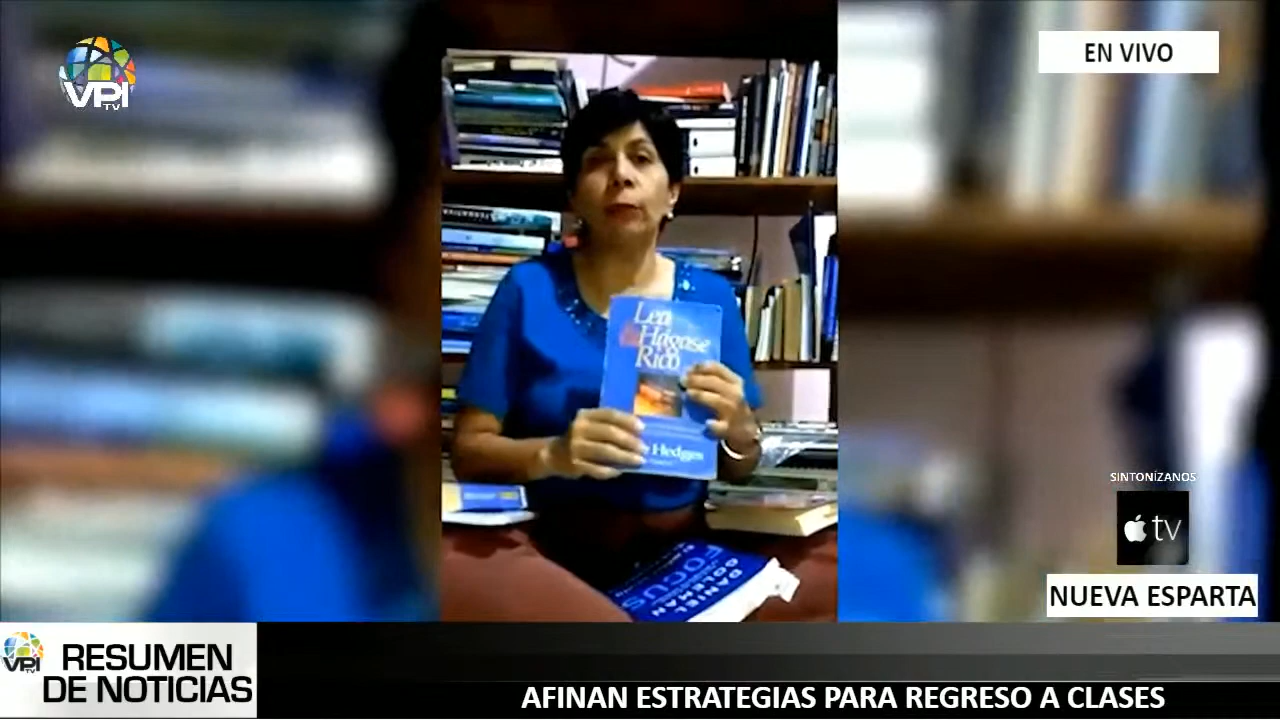 VPI
TV
EN VIVO
Lea
Hágase
Rico
Hedges
DANIEL
GOLEMAN
FOCUS
SINTONÍZANOS
tv
NUEVA ESPARTA
VPI
TV
RESUMEN
DE NOTICIAS
AFINAN ESTRATEGIAS PARA REGRESO A CLASES